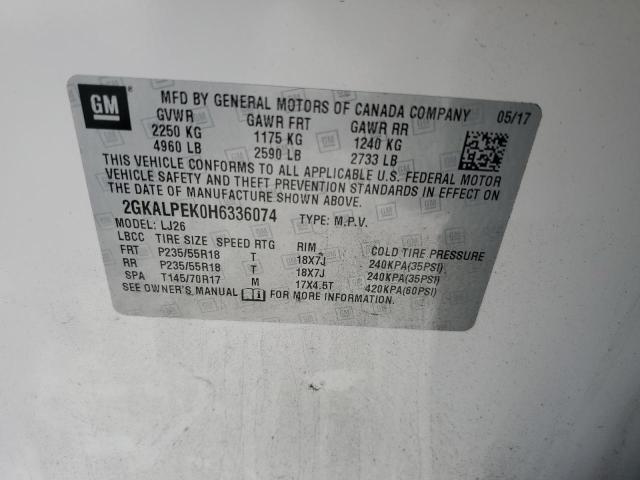 GM
MFD BY GENERAL MOTORS OF CANADA COMPANY 05/17
GVWR GAWR FRT GAWR RR
2250 KG 1175 KG 1240 KG
4960 LB 2590 LB 2733 LB
THIS VEHICLE CONFORMS TO ALL APPLICABLE U.S. FEDERAL MOTOR
VEHICLE SAFETY AND THEFT PREVENTION STANDARDS IN EFFECT ON
THE DATE OF MANUFACTURE SHOWN ABOVE.
2GKALPEK0H6336074 TYPE: M.P.V.
MODEL: LJ26
LBCC TIRE SIZE SPEED RTG RIM COLD TIRE PRESSURE
FRT P235/55R18 T 18X7J 240KPA(35PSI)
RR P235/55R18 T 18X7J 240KPA(35PSI)
SPA T145/70R17 M 17X4.5T 420KPA(60PSI)
SEE OWNER'S MANUAL FOR MORE INFORMATION.